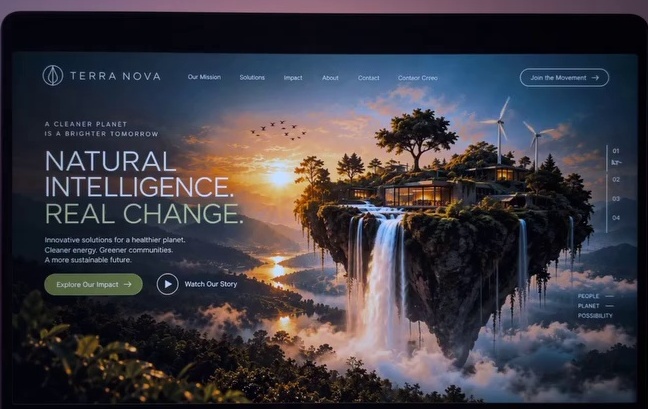 TERRA NOVA
Our Mission
Solutions
Impact
About
Contact
Join the Movement →
A CLEANER PLANET
IS A BRIGHTER TOMORROW
NATURAL
INTELLIGENCE.
REAL CHANGE.
Innovative solutions for a healthier planet.
Cleaner energy. Greener communities.
A more sustainable future.
Explore Our Impact →
Watch Our Story
01
02
03
04
PEOPLE —
PLANET —
POSSIBILITY